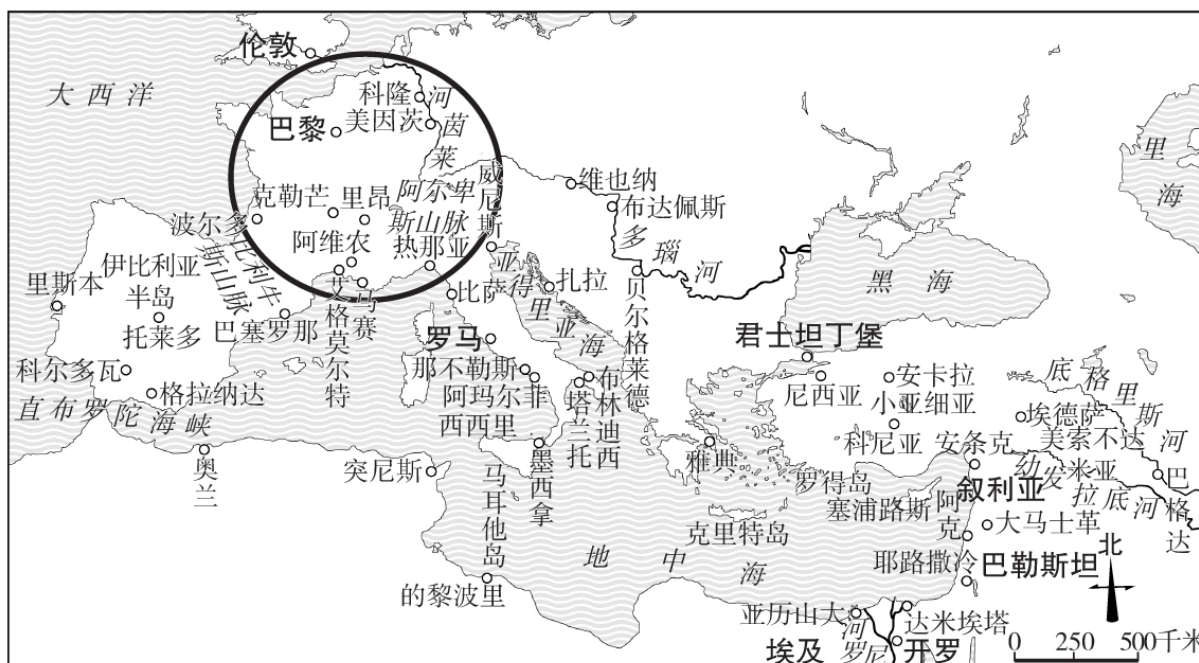 伦敦
大西洋
科隆
莱茵河
美因茨
巴黎
里海
克勒芒
里昂
阿尔卑斯山脉
威尼斯
维也纳
布达佩斯
多瑙河
波尔多
比利牛斯山脉
阿维农
热那亚
里斯本
伊比利亚
半岛
托莱多
巴塞罗那
艾格莫尔特
马赛
比萨
亚得里亚海
扎拉
贝尔格莱德
黑海
罗马
君士坦丁堡
科尔多瓦
格拉纳达
那不勒斯
阿玛尔菲
西西里
塔兰托
布林迪西
尼西亚
安卡拉
小亚细亚
底格里斯河
埃德萨
直布罗陀海峡
奥兰
突尼斯
马耳他岛
墨西拿
雅典
科尼亚
安条克
美索不达
米亚
幼发拉底河
巴格达
罗得岛
塞浦路斯
叙利亚
阿克
大马士革
克里特岛
地中海
耶路撒冷
巴勒斯坦
北
的黎波里
亚历山大
达米埃塔
埃及
尼罗河
开罗
0 250 500千米